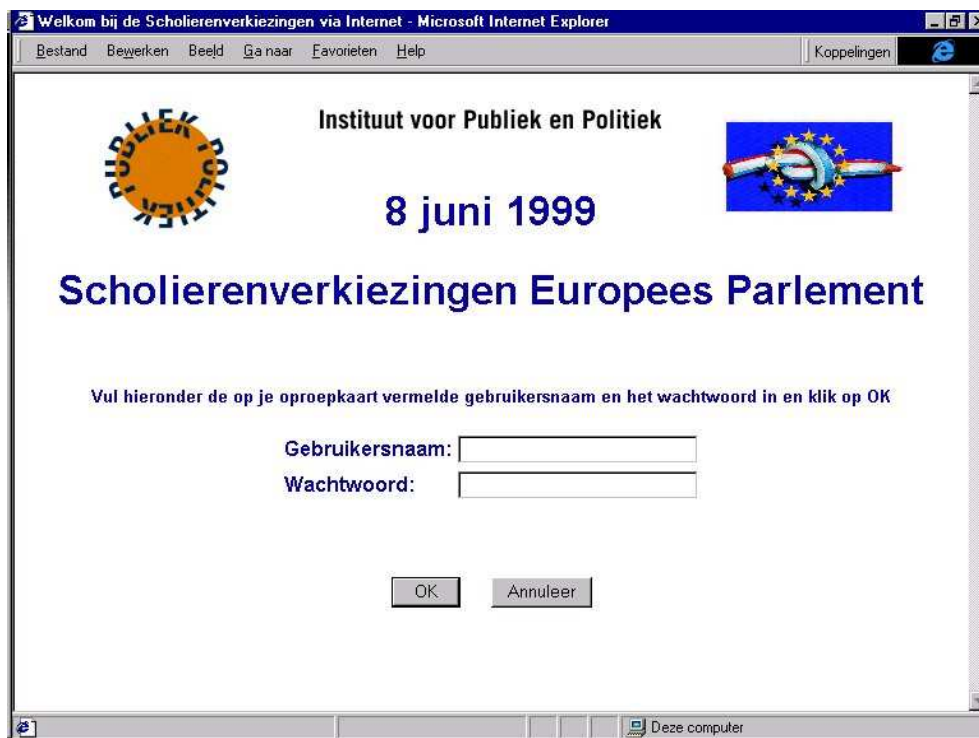 Welkom bij de Scholierenverkiezingen via Internet - Microsoft Internet Explorer
Bestand Bewerken Beeld Ga naar Favorieten Help Koppelingen
PUBLIEK POLITIEK
Instituut voor Publiek en Politiek
8 juni 1999
Scholierenverkiezingen Europees Parlement
Vul hieronder de op je oproepkaart vermelde gebruikersnaam en het wachtwoord in en klik op OK
Gebruikersnaam:
Wachtwoord:
OK Annuleer
Deze computer